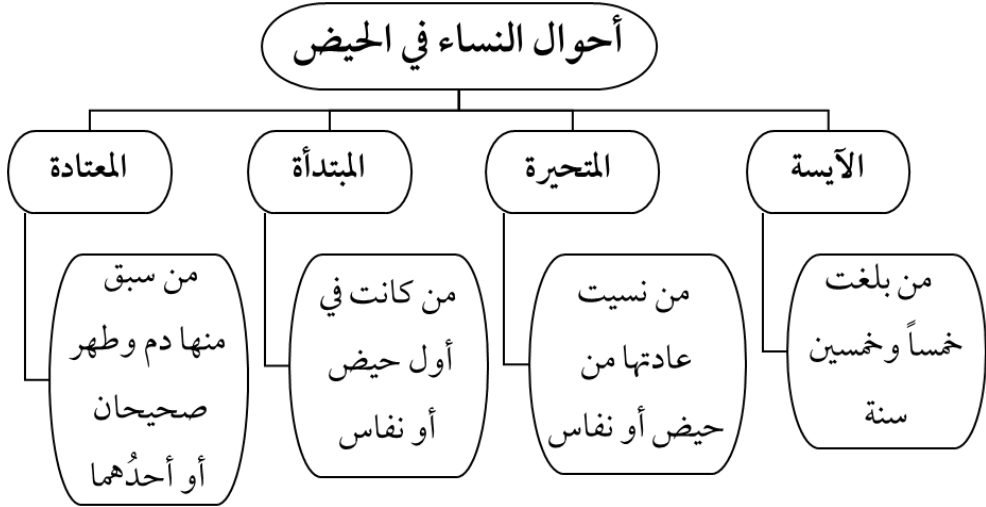 أحوال النساء في الحيض
الآيسة
من بلغت
خمساً وخمسين
سنة
المتحيرة
من نسيت
عادتها من
حيض أو نفاس
المبتدأة
من كانت في
أول حيض
أو نفاس
المعتادة
من سبق
منها دم وطهر
صحيحان
أو أحدُهما